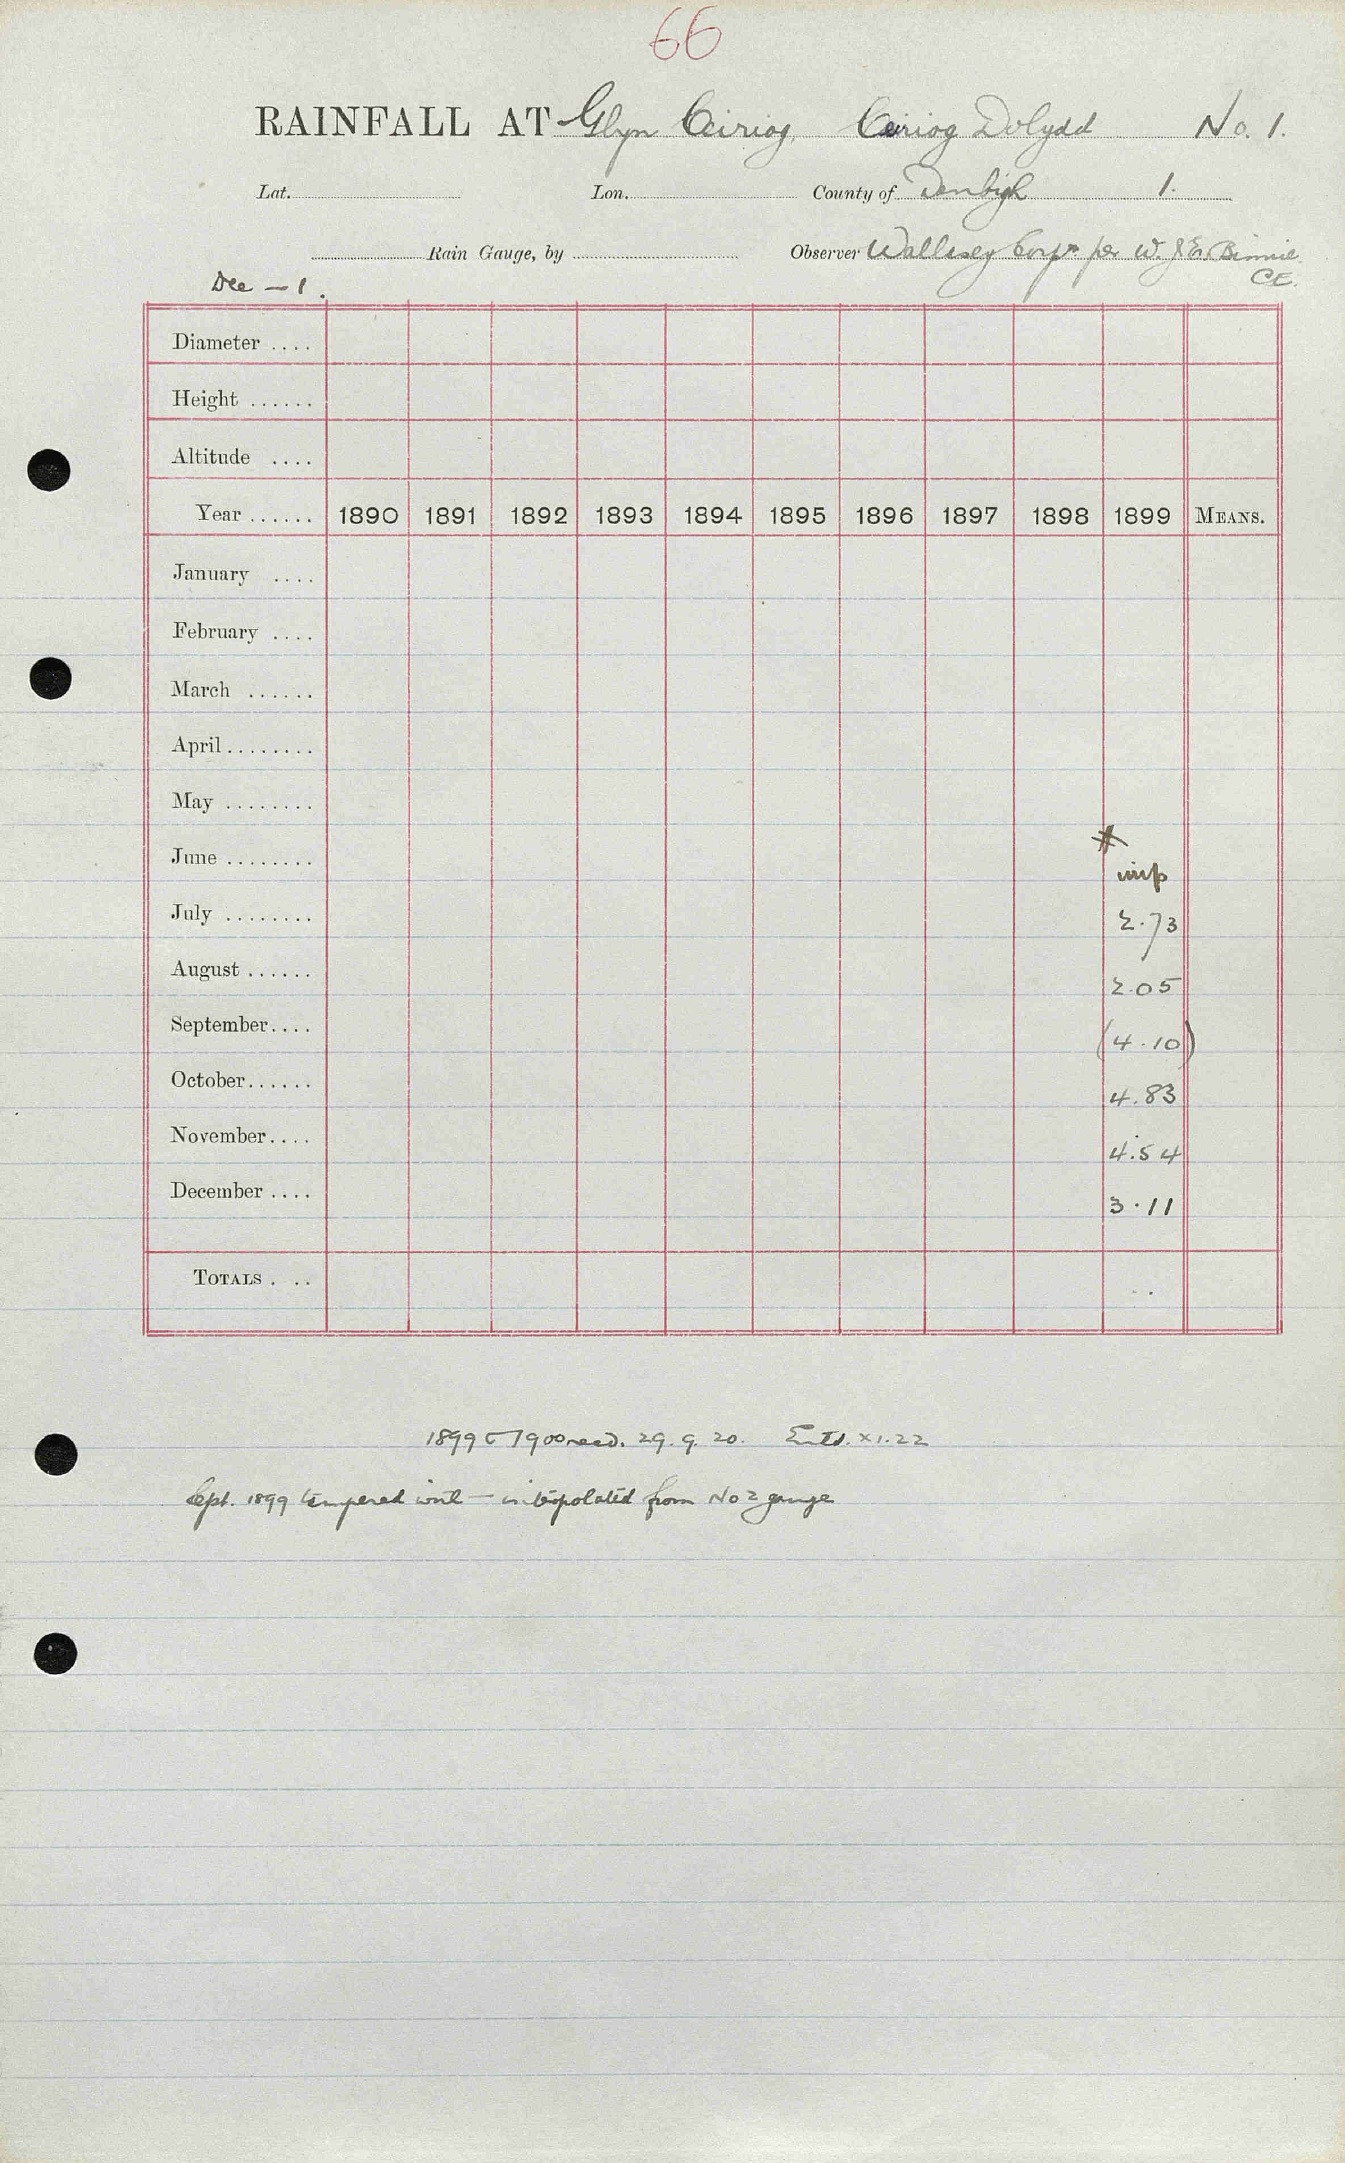 66
RAINFALL AT Glyn Ceiriog, Ceiriog Dolydd No. 1.
Lat. Lon. County of Denbigh 1.
Rain Gauge, by Observer Wallasey Corpn per W. J. E. Binnie
Dec - 1. C.E.
Diameter ....
Height ......
Altitude ....
Year ...... 1890 1891 1892 1893 1894 1895 1896 1897 1898 1899 MEANS.
January ....
February ....
March ......
April ........
May ........
June ........ imp
July ........ 2.73
August ...... 2.05
September .... (4.10)
October ...... 4.83
November .... 4.54
December .... 3.11
TOTALS . ..
1899 1900 recd. 29. 9. 20. Entd. XI.22
Sept. 1899 tempered with - interpolated from No 2 gauge